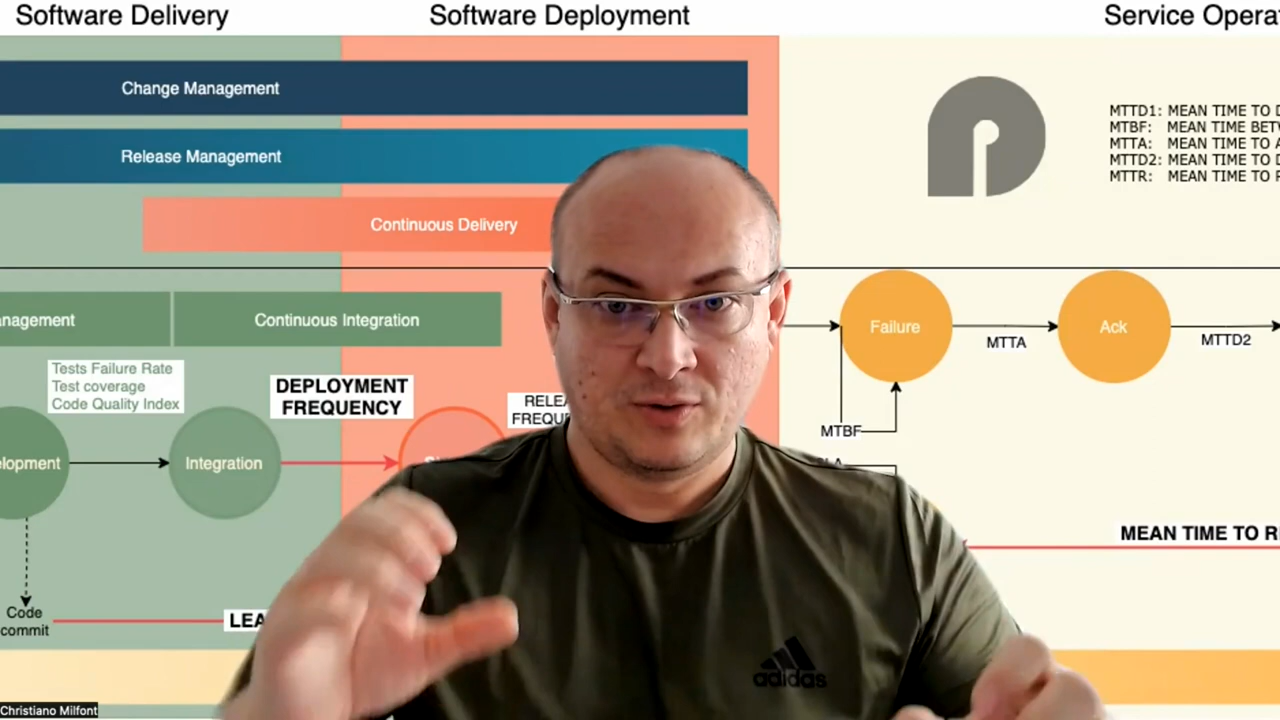 Software Delivery
Software Deployment
Service Opera
Change Management
MTTD1: MEAN TIME TO D
MTBF: MEAN TIME BETW
MTTA: MEAN TIME TO A
MTTD2: MEAN TIME TO D
MTTR: MEAN TIME TO R
Release Management
Continuous Delivery
anagement
Continuous Integration
Failure
MTTA
Ack
MTTD2
Tests Failure Rate
Test coverage
Code Quality Index
DEPLOYMENT
FREQUENCY
RELEA
FREQU
MTBF
elopment
Integration
MEAN TIME TO R
Code
commit
LEA
adidas
Christiano Milfont